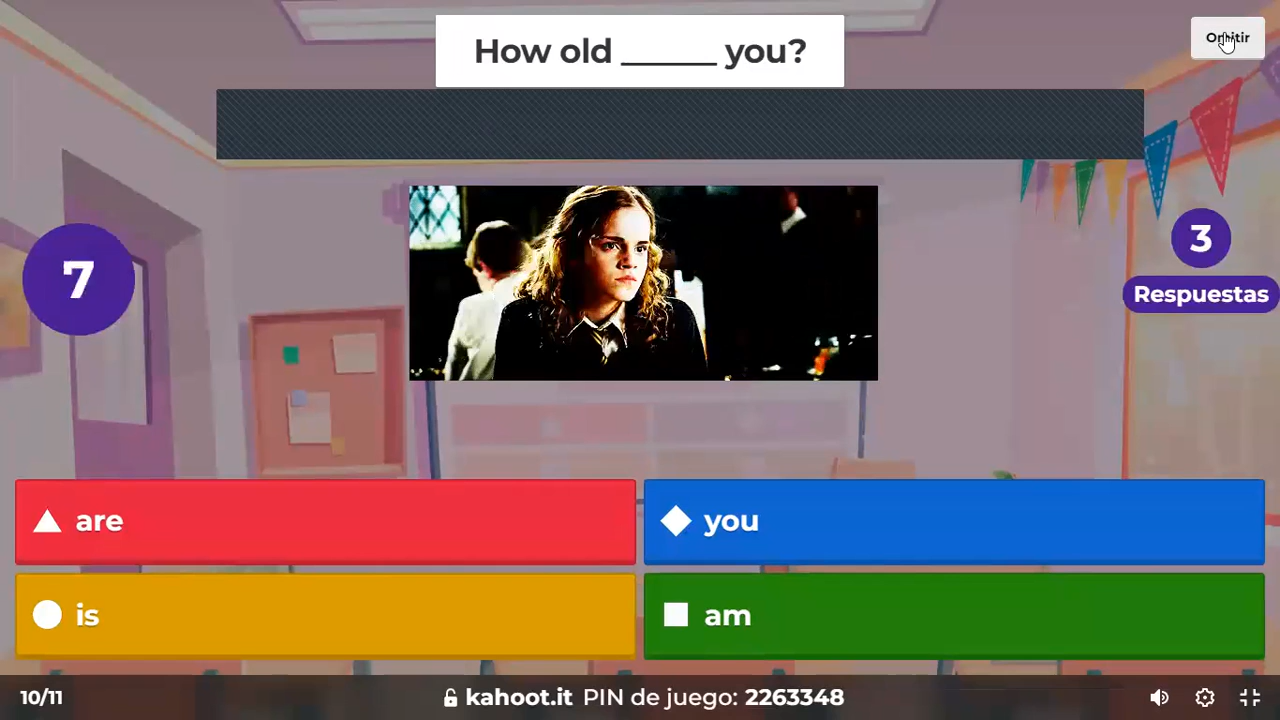 How old ______ you?
Omitir
7
3
Respuestas
are
you
is
am
10/11
kahoot.it PIN de juego: 2263348